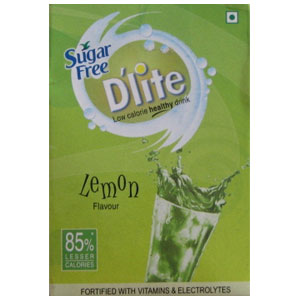 Sugar
Free
D'lite
Low calorie healthy drink
Lemon
Flavour
85%*
LESSER
CALORIES
FORTIFIED WITH VITAMINS & ELECTROLYTES